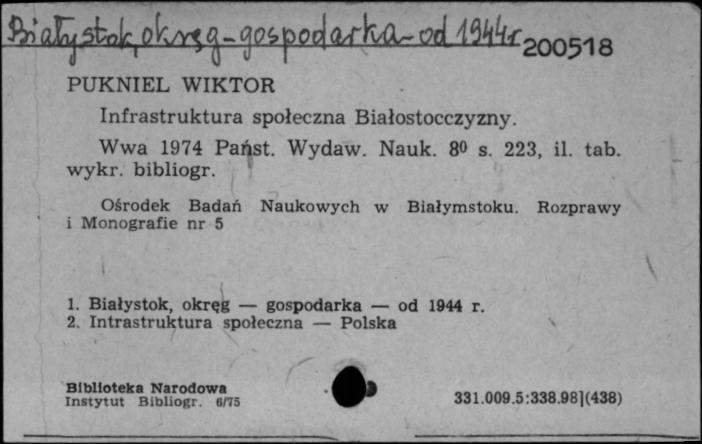 Białystok, okręg - gospodarka - od 1944 r. 200518
PUKNIEL WIKTOR
Infrastruktura społeczna Białostocczyzny.
Wwa 1974 Państ. Wydaw. Nauk. 8⁰ s. 223, il. tab.
wykr. bibliogr.
Ośrodek Badań Naukowych w Białymstoku. Rozprawy
i Monografie nr 5
1. Białystok, okręg — gospodarka — od 1944 r.
2. Intrastruktura społeczna — Polska
Biblioteka Narodowa
Instytut Bibliogr. 6/75
331.009.5:338.98](438)